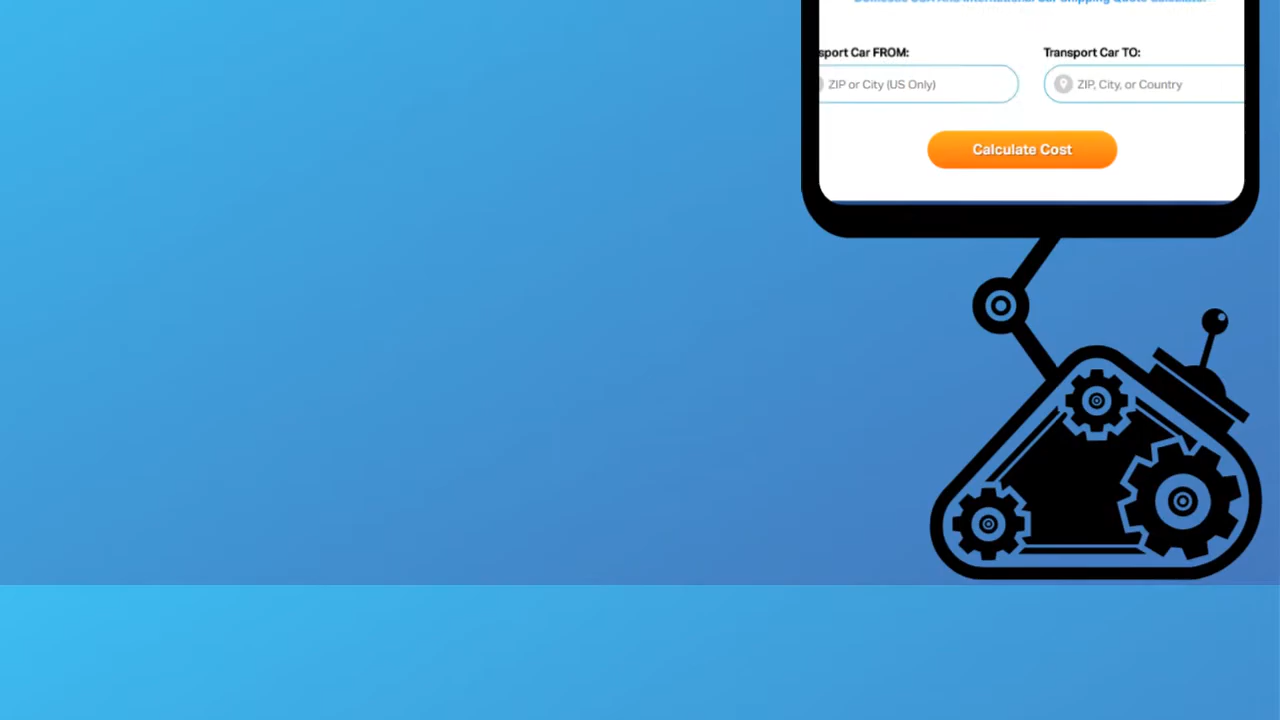 Transport Car TO:
sport Car FROM:
ZIP or City (US Only)
ZIP, City, or Country
Calculate Cost